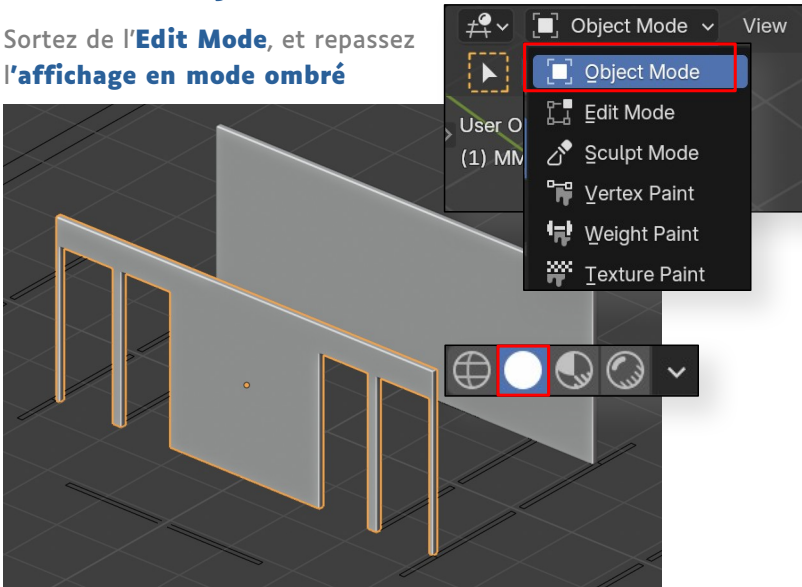 Sortez de l'Edit Mode, et repassez
l'affichage en mode ombré
Object Mode View
Object Mode
Edit Mode
User O
(1) MM
Sculpt Mode
Vertex Paint
Weight Paint
Texture Paint